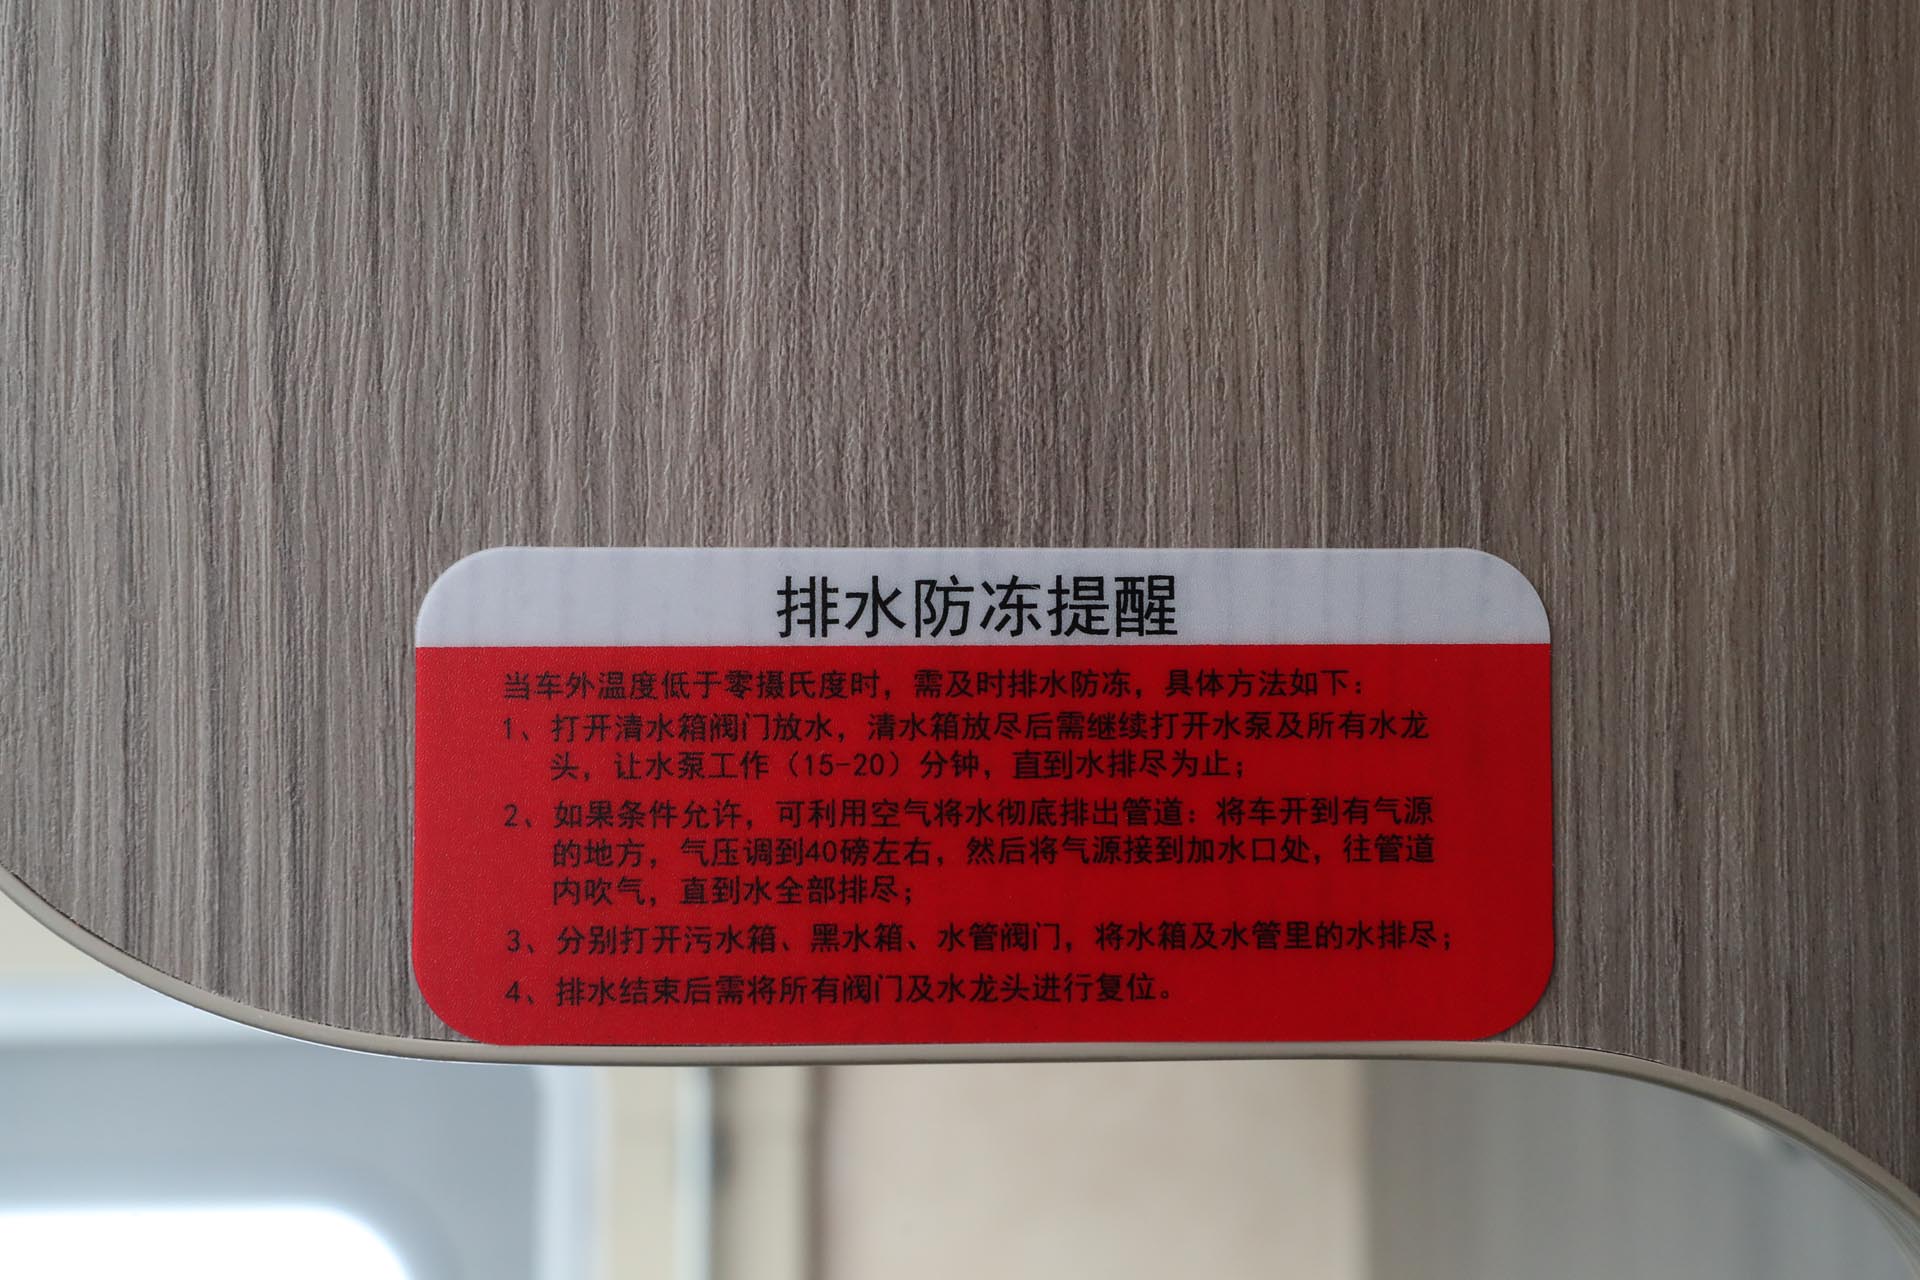 排水防冻提醒
当车外温度低于零摄氏度时，需及时排水防冻，具体方法如下：
1、打开清水箱阀门放水，清水箱放尽后需继续打开水泵及所有水龙
头，让水泵工作（15-20）分钟，直到水排尽为止；
2、如果条件允许，可利用空气将水彻底排出管道：将车开到有气源
的地方，气压调到40磅左右，然后将气源接到加水口处，往管道
内吹气，直到水全部排尽；
3、分别打开污水箱、黑水箱、水管阀门，将水箱及水管里的水排尽；
4、排水结束后需将所有阀门及水龙头进行复位。